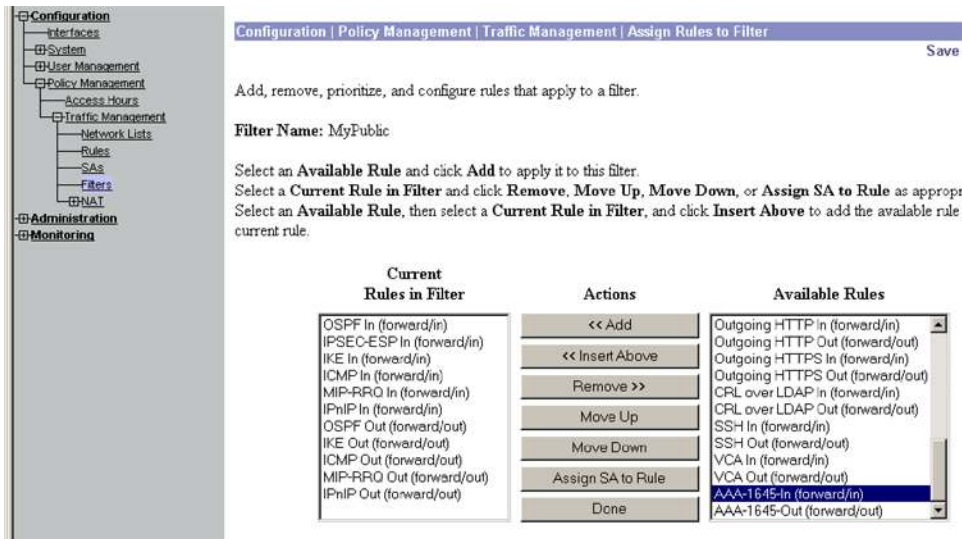 Configuration
Interfaces
System
User Management
Policy Management
Access Hours
Traffic Management
Network Lists
Rules
SAs
Filters
NAT
Administration
Monitoring
Configuration | Policy Management | Traffic Management | Assign Rules to Filter
Save
Add, remove, prioritize, and configure rules that apply to a filter.
Filter Name: MyPublic
Select an Available Rule and click Add to apply it to this filter.
Select a Current Rule in Filter and click Remove, Move Up, Move Down, or Assign SA to Rule as appropr
Select an Available Rule, then select a Current Rule in Filter, and click Insert Above to add the available rule
current rule.
Current
Rules in Filter
OSPF In (forward/in)
IPSEC-ESP In (forward/in)
IKE In (forward/in)
ICMP In (forward/in)
MIP-RRQ In (forward/in)
IPnIP In (forward/in)
OSPF Out (forward/out)
IKE Out (forward/out)
ICMP Out (forward/out)
MIP-RRQ Out (forward/out)
IPnIP Out (forward/out)
Actions
<< Add
<< Insert Above
Remove >>
Move Up
Move Down
Assign SA to Rule
Done
Available Rules
Outgoing HTTP In (forward/in)
Outgoing HTTP Out (forward/out)
Outgoing HTTPS In (forward/in)
Outgoing HTTPS Out (forward/out)
CRL over LDAP In (forward/in)
CRL over LDAP Out (forward/out)
SSH In (forward/in)
SSH Out (forward/out)
VCA In (forward/in)
VCA Out (forward/out)
AAA-1645-In (forward/in)
AAA-1645-Out (forward/out)